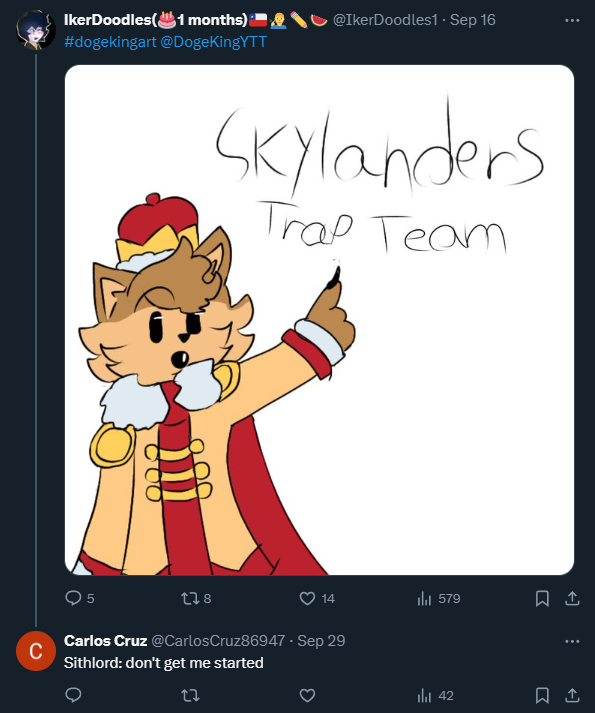 IkerDoodles(🎂1 months)🇨🇱💇‍♂️✏️🍉 @IkerDoodles1 · Sep 16
#dogekingart @DogeKingYTT
Skylanders
Trap Team
5 8 14 579
C
Carlos Cruz @CarlosCruz86947 · Sep 29
Sithlord: don't get me started
42